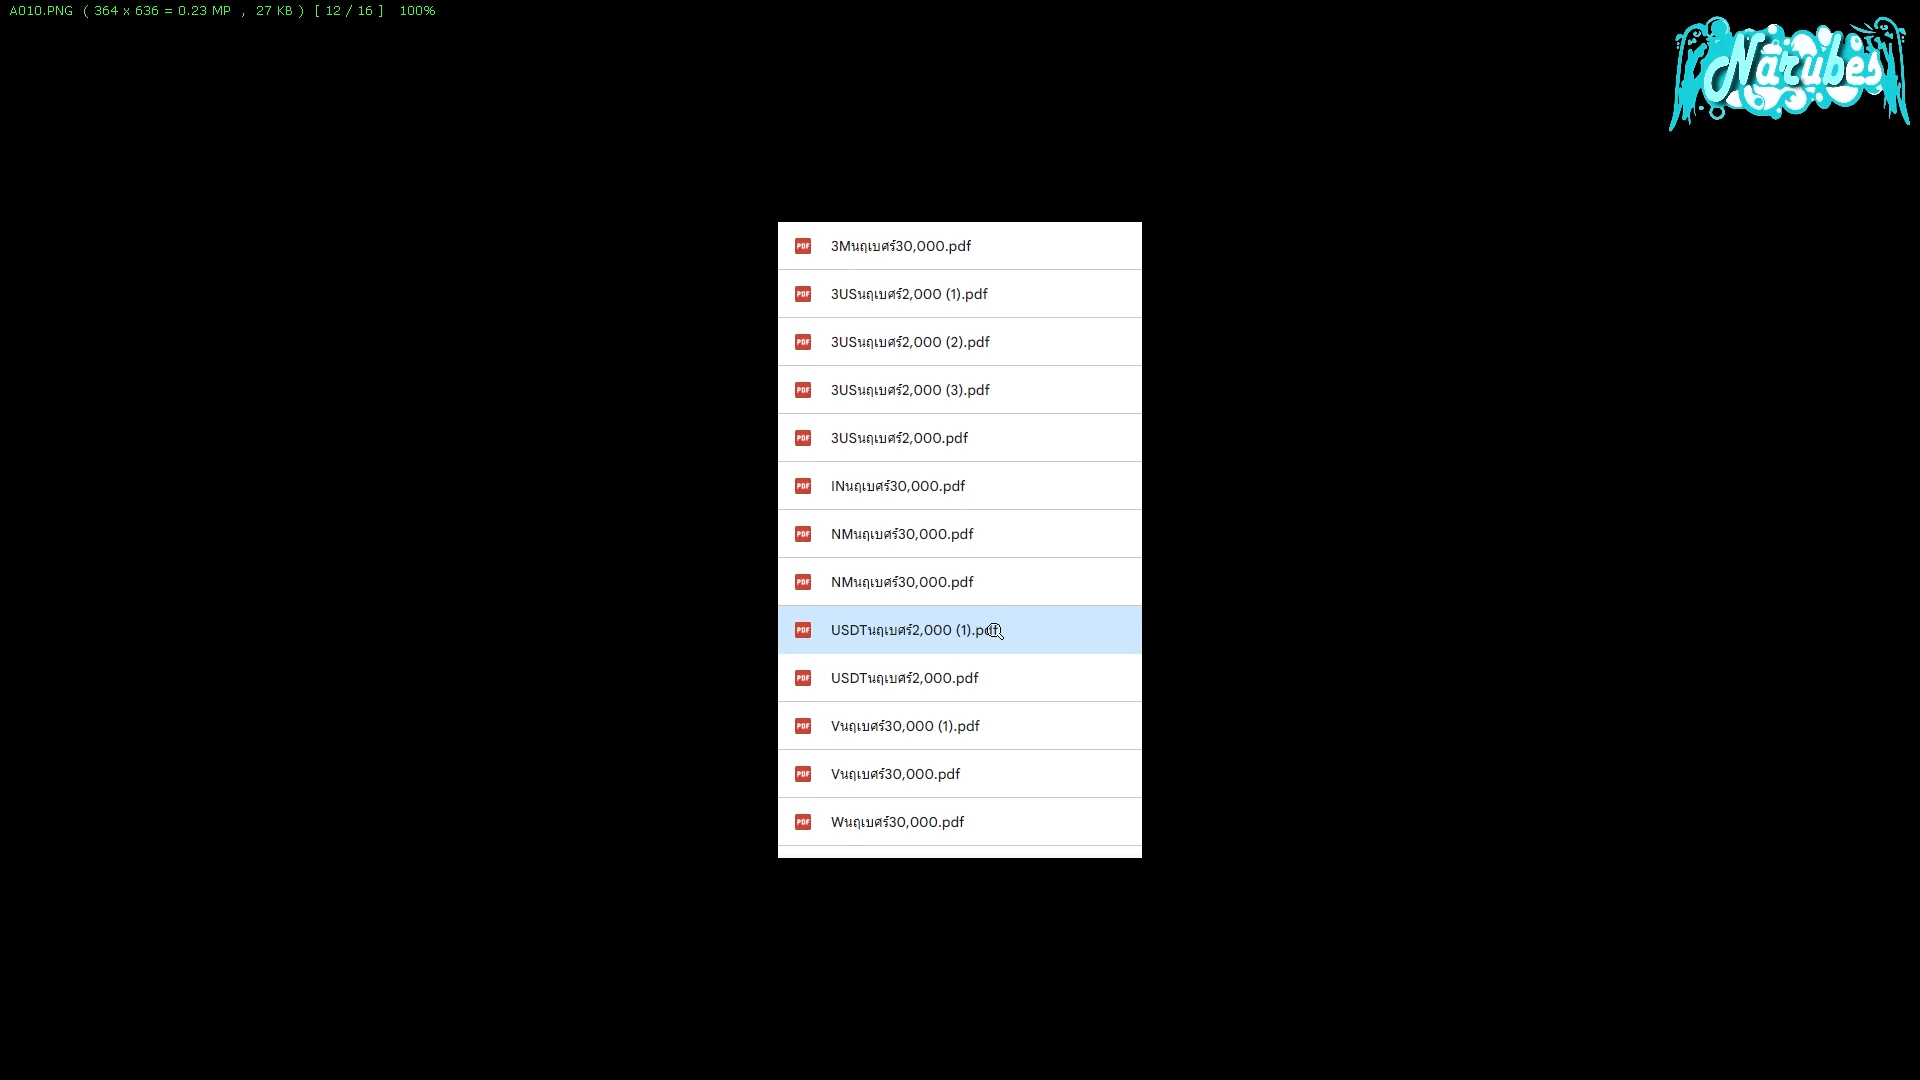 A010.PNG ( 364 x 636 = 0.23 MP , 27 KB ) [ 12 / 16 ] 100%
Narubes
3Mนฤเบศร์30,000.pdf
3USนฤเบศร์2,000 (1).pdf
3USนฤเบศร์2,000 (2).pdf
3USนฤเบศร์2,000 (3).pdf
3USนฤเบศร์2,000.pdf
INนฤเบศร์30,000.pdf
NMนฤเบศร์30,000.pdf
NMนฤเบศร์30,000.pdf
USDTนฤเบศร์2,000 (1).pdf
USDTนฤเบศร์2,000.pdf
Vนฤเบศร์30,000 (1).pdf
Vนฤเบศร์30,000.pdf
Wนฤเบศร์30,000.pdf